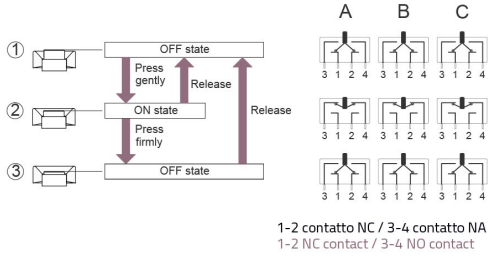 A B C
① OFF state
3 1 2 4 3 1 2 4 3 1 2 4
Press
gently
Release
② ON state
Release
3 1 2 4 3 1 2 4 3 1 2 4
Press
firmly
③ OFF state
3 1 2 4 3 1 2 4 3 1 2 4
1-2 contatto NC / 3-4 contatto NA
1-2 NC contact / 3-4 NO contact